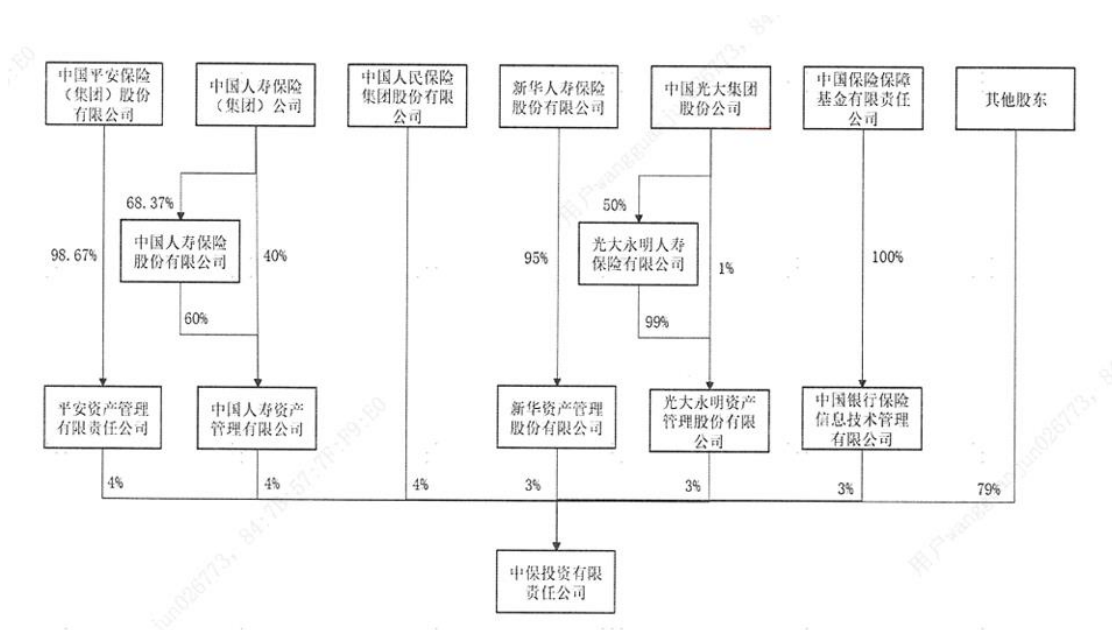 中国平安保险
（集团）股份
有限公司
中国人寿保险
（集团）公司
中国人民保险
集团股份有限
公司
新华人寿保险
股份有限公司
中国光大集团
股份公司
中国保险保障
基金有限责任
公司
其他股东
68.37%
50%
中国人寿保险
股份有限公司
光大永明人寿
保险有限公司
98.67%
40%
95%
1%
100%
60%
99%
平安资产管理
有限责任公司
中国人寿资产
管理有限公司
新华资产管理
股份有限公司
光大永明资产
管理股份有限
公司
中国银行保险
信息技术管理
有限公司
4%
4%
4%
3%
3%
3%
79%
中保投资有限
责任公司